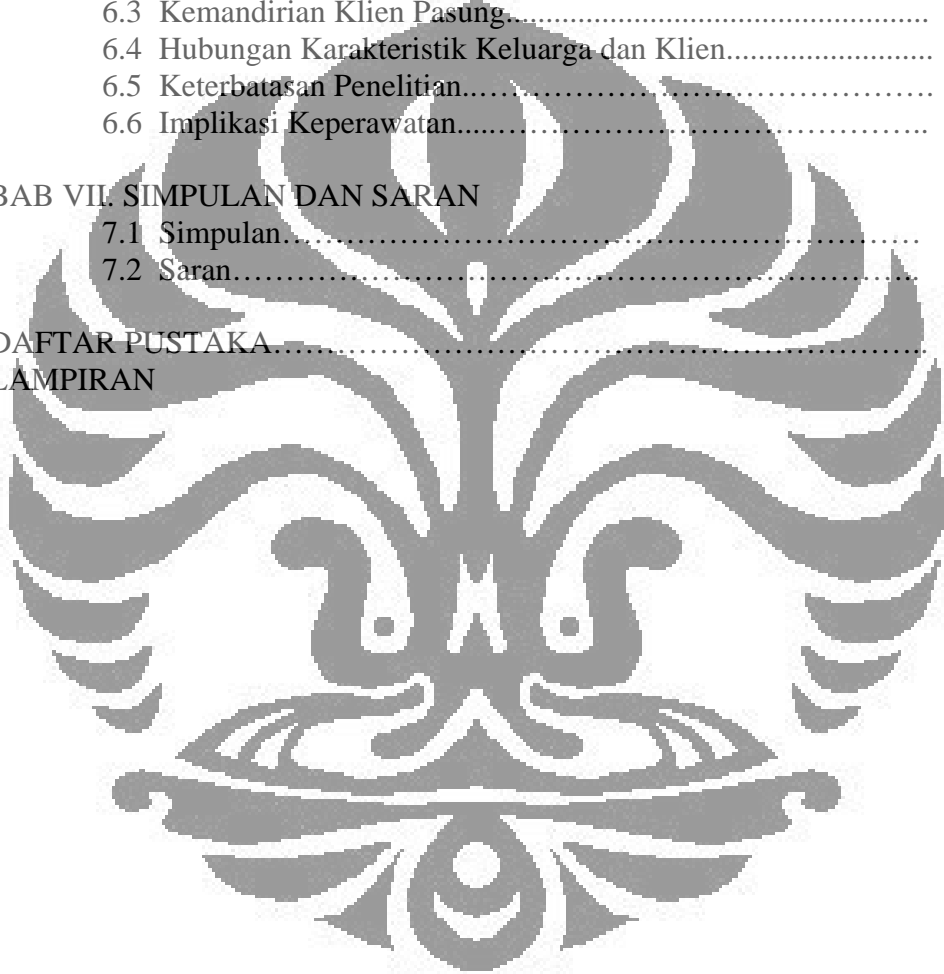 6.3 Kemandirian Klien Pasung..................................................
6.4 Hubungan Karakteristik Keluarga dan Klien.........................
6.5 Keterbatasan Penelitian..……………………………………..
6.6 Implikasi Keperawatan.....…………………………………...
BAB VII. SIMPULAN DAN SARAN
7.1 Simpulan………………………………………………………
7.2 Saran…………………………………………………………..
DAFTAR PUSTAKA……………………………………………………..
LAMPIRAN